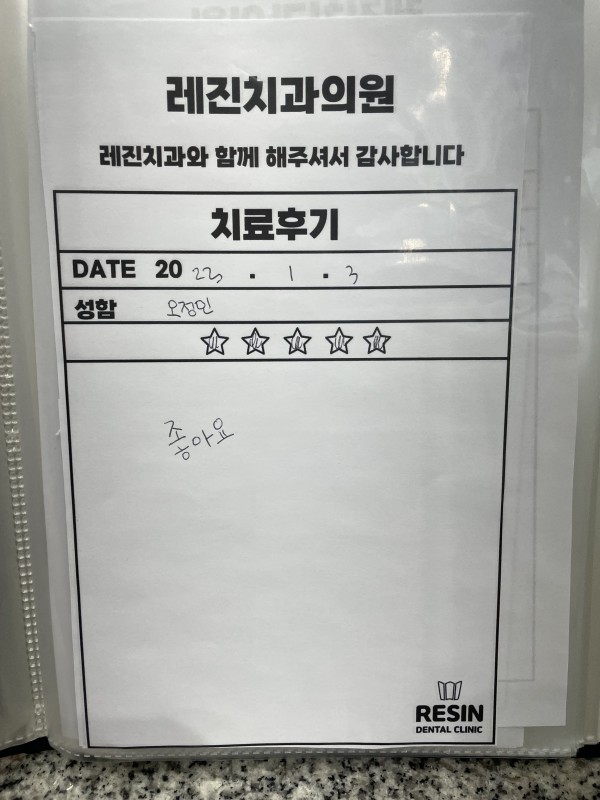 레진치과의원
레진치과와 함께 해주셔서 감사합니다
치료후기
DATE 20 23 . 1 . 3
성함 오정민
좋아요
RESIN
DENTAL CLINIC